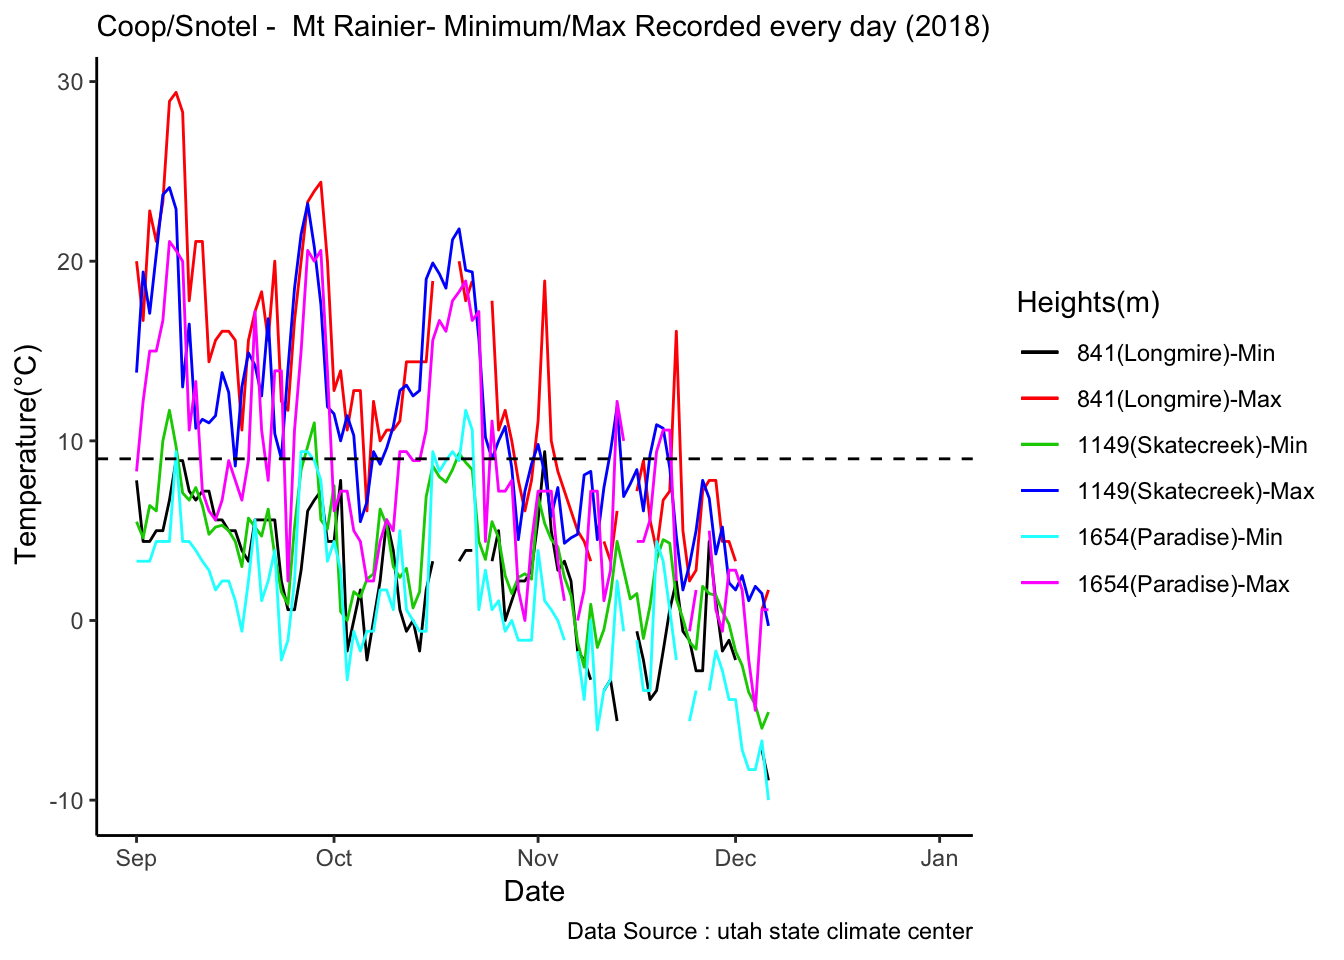 Coop/Snotel -  Mt Rainier- Minimum/Max Recorded every day (2018)
30
20
10
0
-10
Temperature(°C)
Sep Oct Nov Dec Jan
Date
Data Source : utah state climate center
Heights(m)
841(Longmire)-Min
841(Longmire)-Max
1149(Skatecreek)-Min
1149(Skatecreek)-Max
1654(Paradise)-Min
1654(Paradise)-Max